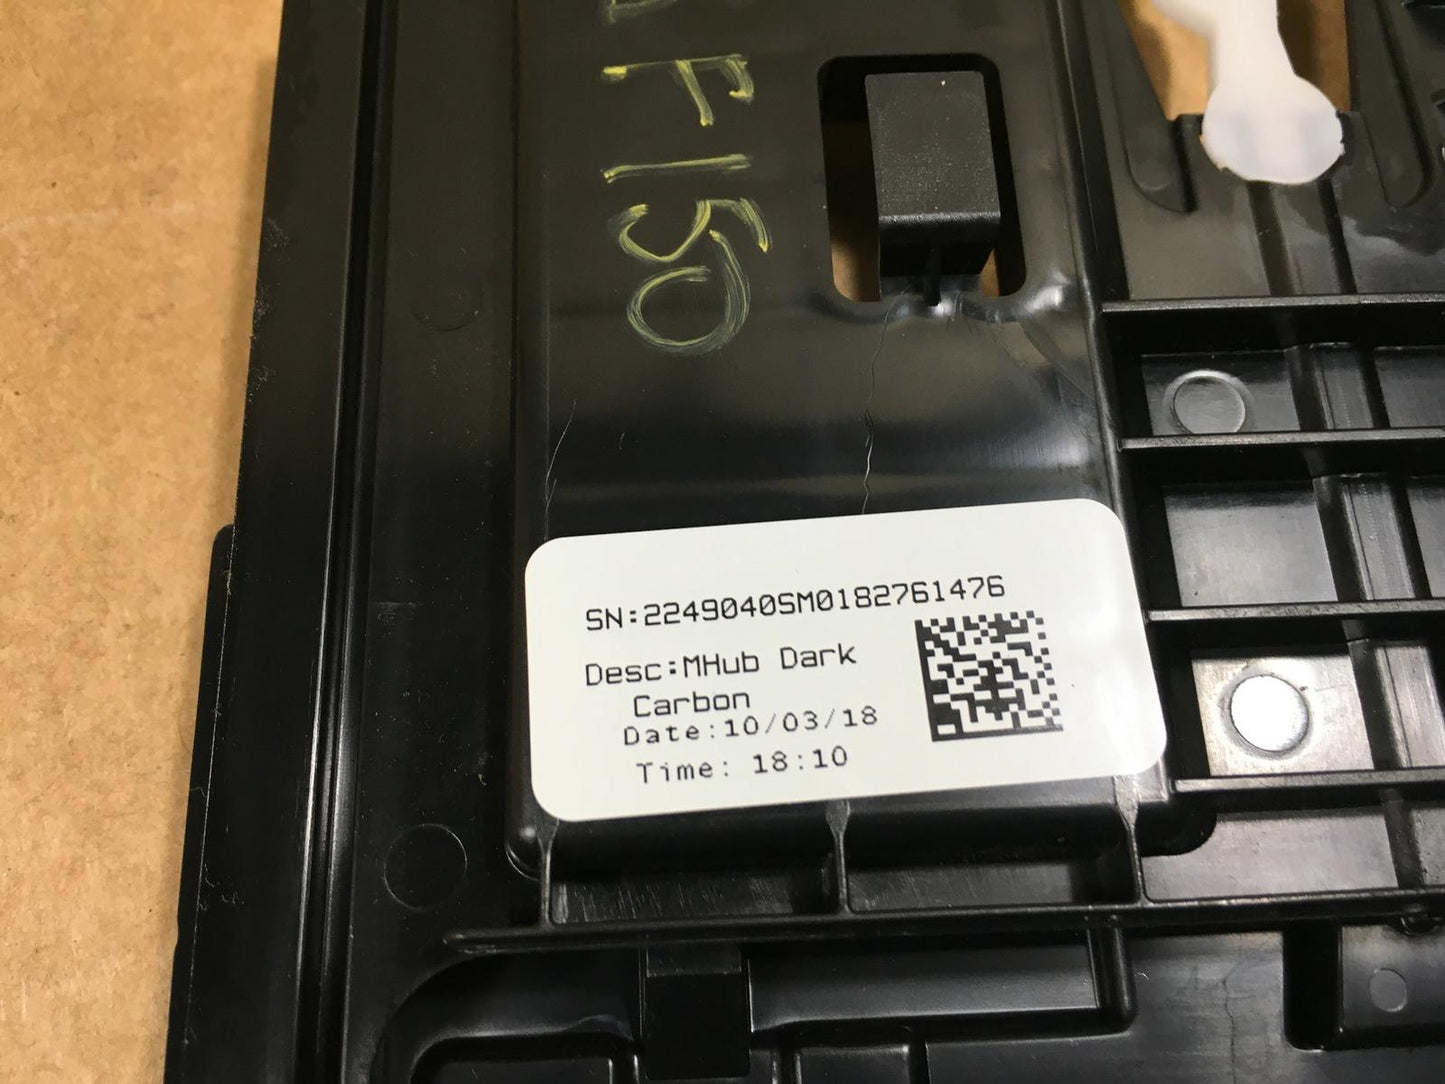 F150
SN:2249040SM0182761476
Desc:MHub Dark
Carbon
Date:10/03/18
Time: 18:10